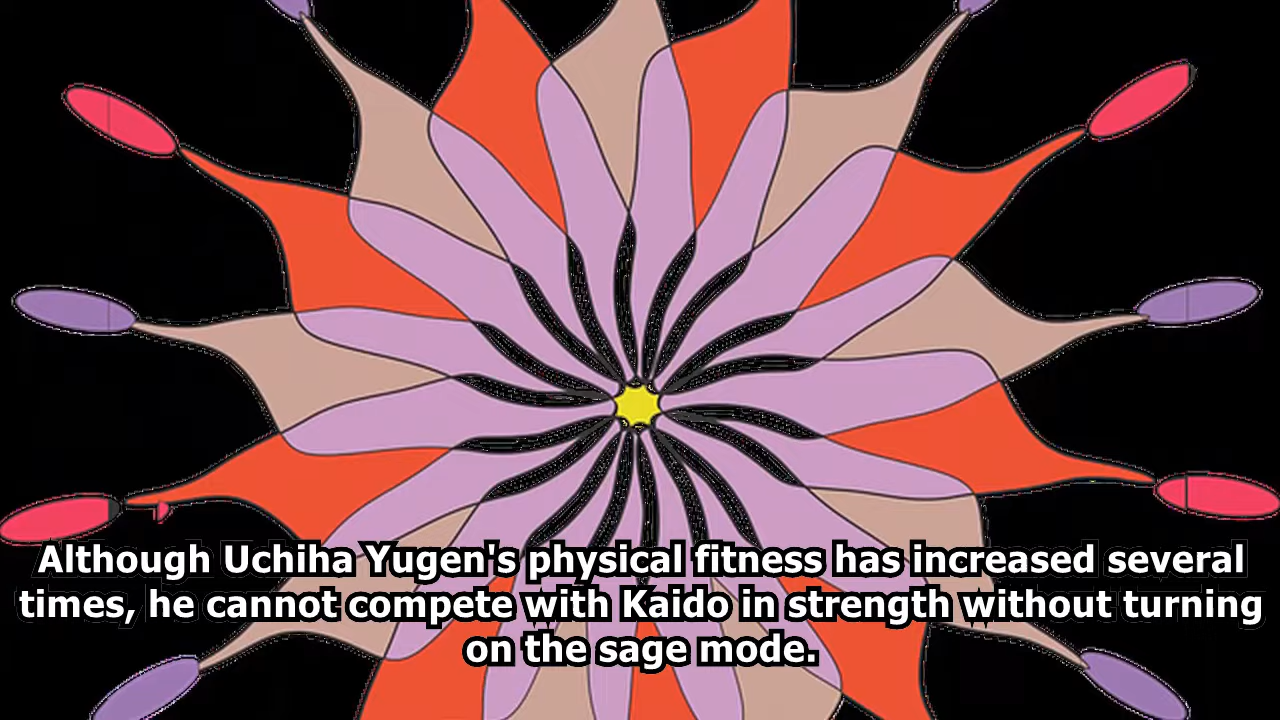 Although Uchiha Yugen's physical fitness has increased several
times, he cannot compete with Kaido in strength without turning
on the sage mode.